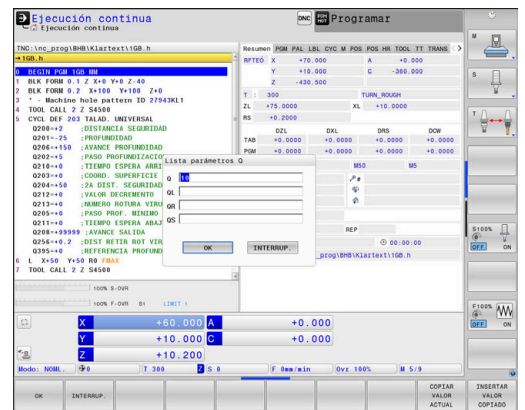 Ejecución continua
Ejecución continua
DNC
Programar
TNC:\nc_prog\BHB\Klartext\1GB.h
→1GB.h
0 BEGIN PGM 1GB MM
1 BLK FORM 0.1 Z X+0 Y+0 Z-40
2 BLK FORM 0.2 X+100 Y+100 Z+0
3 * - Machine hole pattern ID 27943KL1
4 TOOL CALL 2 Z S4500
5 CYCL DEF 203 TALAD. UNIVERSAL
Q200=+2 ;DISTANCIA SEGURIDAD
Q201=-25 ;PROFUNDIDAD
Q206=+150 ;AVANCE PROFUNDIDAD
Q202=+5 ;PASO PROFUNDIZACIO
Q210=+0 ;TIEMPO ESPERA ARRI
Q203=+0 ;COORD. SUPERFICIE
Q204=+50 ;2A DIST. SEGURIDAD
Q212=+0 ;VALOR DECREMENTO
Q213=+0 ;NUMERO ROTURA VIRU
Q205=+0 ;PASO PROF. MINIMO
Q211=+0 ;TIEMPO ESPERA ABAJ
Q208=+99999 ;AVANCE SALIDA
Q256=+0.2 ;DIST RETIR ROT VIR
Q395=+0 ;REFERENCIA PROFUND
6 L X+50 Y+50 R0 FMAX
7 TOOL CALL 2 Z S4500
100% S-OVR
100% F-OVR S1 LIMIT 1
Resumen PGM PAL LBL CYC M POS POS HR TOOL TT TRANS
RFTEÓ X +70.000 A +0.000
Y +10.000 C -360.000
Z -430.500
T : 300 TURN_ROUGH
ZL +75.0000 XL +10.0000
RS +0.2000
DZL DXL DRS DCW
TAB +0.0000 +0.0000 +0.0000 +0.0000
PGM +0.0000 +0.0000 +0.0000 +0.0000
M50 M5
REP
00:00:00
_prog\BHB\Klartext\1GB.h
Lista parámetros Q
Q 10
QL
QR
QS
OK INTERRUP.
X +60.000 A +0.000
Y +10.000 C +0.000
Z +10.200
Modo: NOML. 0 T 300 Z S 0 F 0mm/min Ovr 100% M 5/9
M
S
T
S100%
OFF ON
F100%
OFF ON
OK
INTERRUP.
COPIAR VALOR ACTUAL
INSERTAR VALOR COPIADO